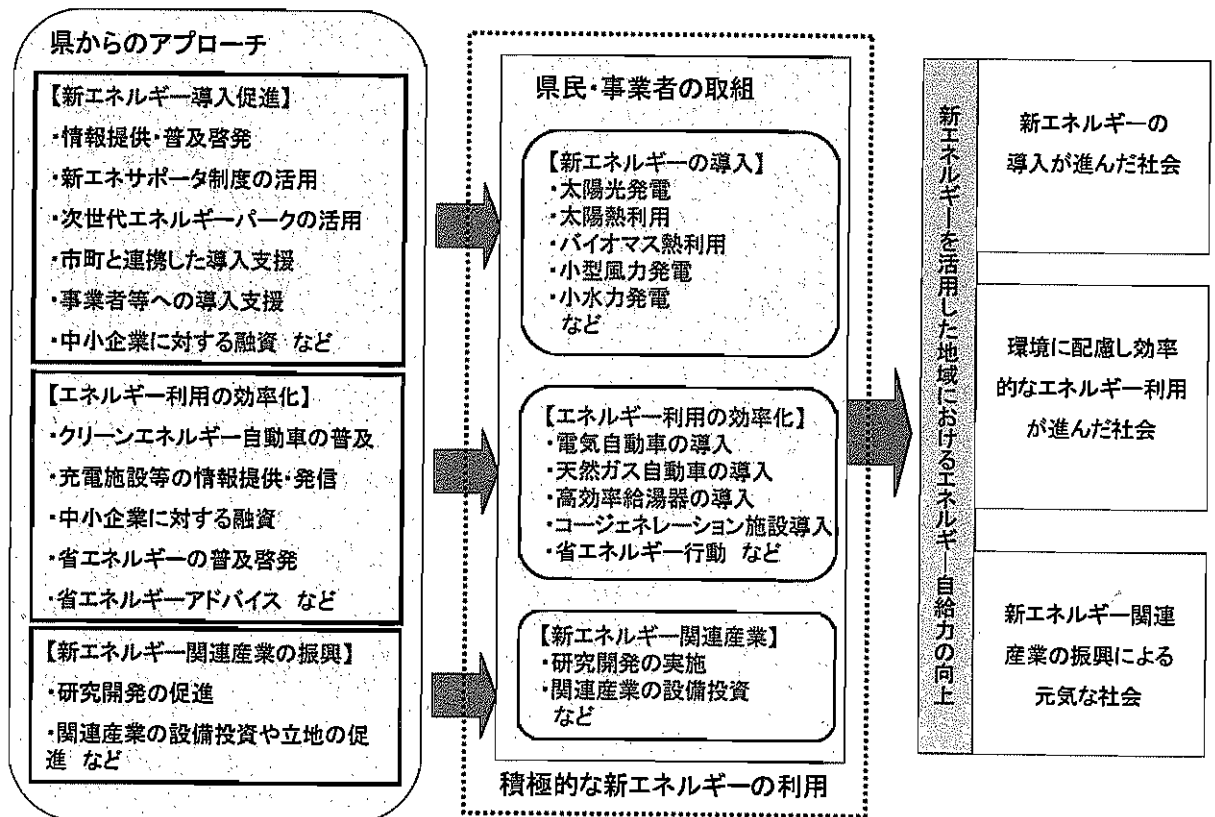 県からのアプローチ
【新エネルギー導入促進】
・情報提供・普及啓発
・新エネサポータ制度の活用
・次世代エネルギーパークの活用
・市町と連携した導入支援
・事業者等への導入支援
・中小企業に対する融資 など
【エネルギー利用の効率化】
・クリーンエネルギー自動車の普及
・充電施設等の情報提供・発信
・中小企業に対する融資
・省エネルギーの普及啓発
・省エネルギーアドバイス など
【新エネルギー関連産業の振興】
・研究開発の促進
・関連産業の設備投資や立地の促
進 など
県民・事業者の取組
【新エネルギーの導入】
・太陽光発電
・太陽熱利用
・バイオマス熱利用
・小型風力発電
・小水力発電
など
【エネルギー利用の効率化】
・電気自動車の導入
・天然ガス自動車の導入
・高効率給湯器の導入
・コージェネレーション施設導入
・省エネルギー行動 など
【新エネルギー関連産業】
・研究開発の実施
・関連産業の設備投資
など
積極的な新エネルギーの利用
新エネルギーを活用した地域におけるエネルギー自給力の向上
新エネルギーの
導入が進んだ社会
環境に配慮し効率
的なエネルギー利用
が進んだ社会
新エネルギー関連
産業の振興による
元気な社会